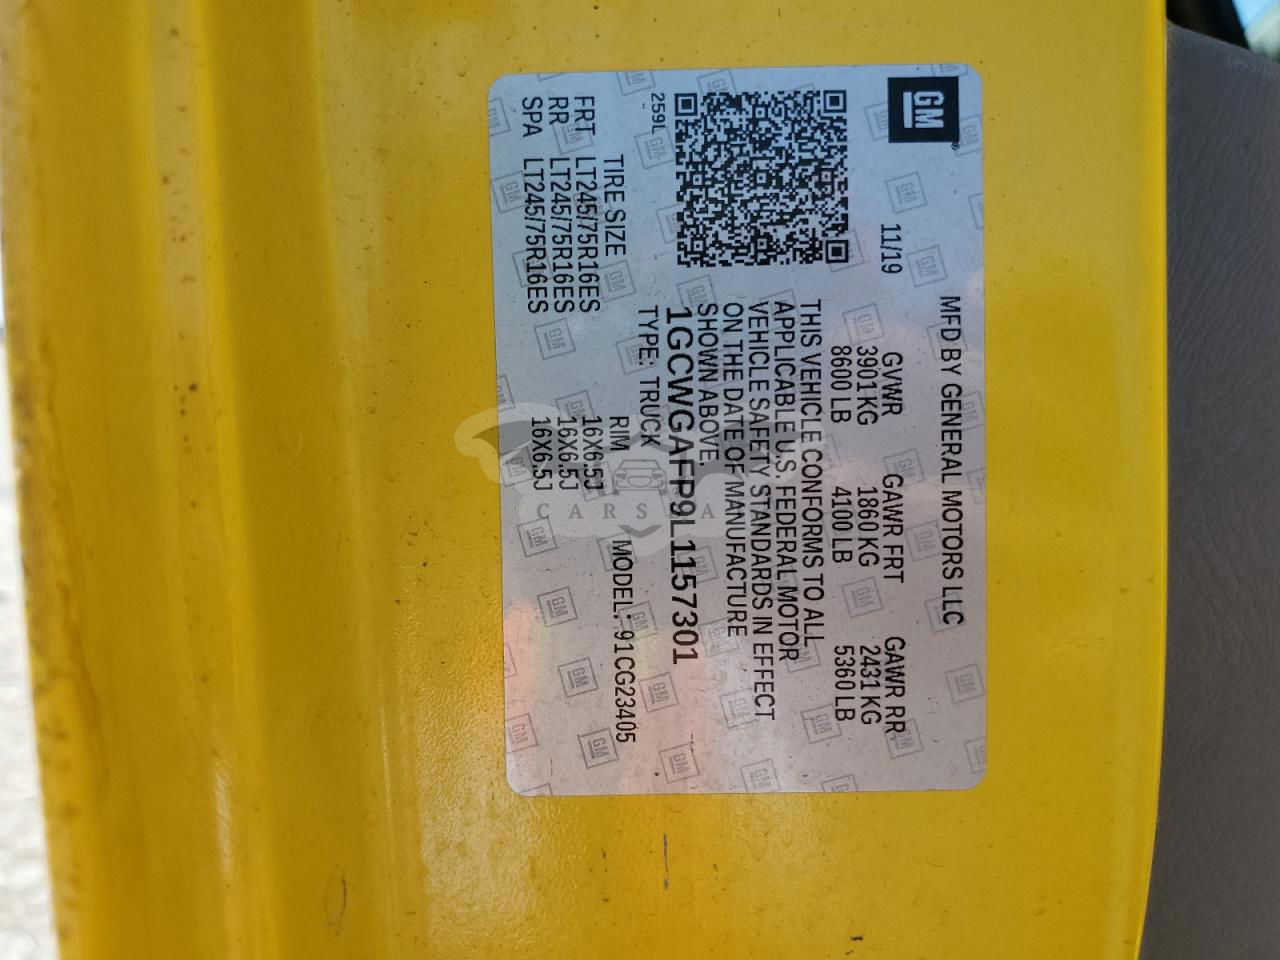 GM
MFD BY GENERAL MOTORS LLC
11/19
GVWR GAWR FRT GAWR RR
3901 KG 1860 KG 2431 KG
8600 LB 4100 LB 5360 LB
THIS VEHICLE CONFORMS TO ALL
APPLICABLE U.S. FEDERAL MOTOR
VEHICLE SAFETY STANDARDS IN EFFECT
ON THE DATE OF MANUFACTURE
SHOWN ABOVE.
1GCWGAFP9L1157301
259L
TYPE: TRUCK
MODEL: 91CG23405
TIRE SIZE RIM
FRT LT245/75R16ES 16X6.5J
RR LT245/75R16ES 16X6.5J
SPA LT245/75R16ES 16X6.5J